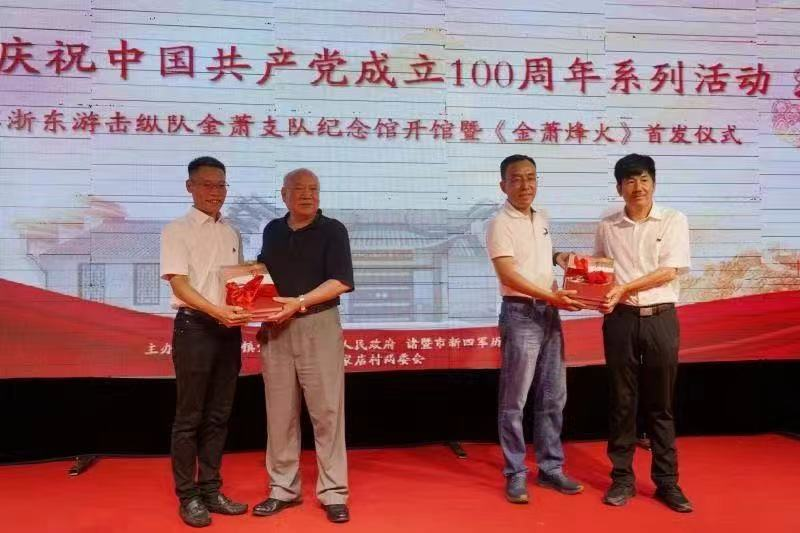 庆祝中国共产党成立100周年系列活动
浙东游击纵队金萧支队纪念馆开馆暨《金萧烽火》首发仪式
主办 镇 人民政府 诸暨市新四军历
家店村两委会